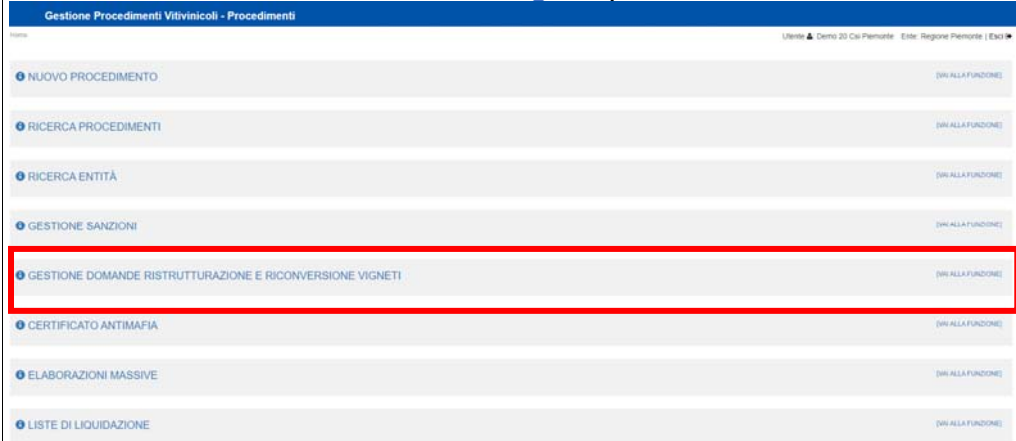 Gestione Procedimenti Vitivinicoli - Procedimenti
Home Utente Demo 20 Csi Piemonte Ente: Regione Piemonte | Esci
NUOVO PROCEDIMENTO [VAI ALLA FUNZIONE]
RICERCA PROCEDIMENTI [VAI ALLA FUNZIONE]
RICERCA ENTITÀ [VAI ALLA FUNZIONE]
GESTIONE SANZIONI [VAI ALLA FUNZIONE]
GESTIONE DOMANDE RISTRUTTURAZIONE E RICONVERSIONE VIGNETI [VAI ALLA FUNZIONE]
CERTIFICATO ANTIMAFIA [VAI ALLA FUNZIONE]
ELABORAZIONI MASSIVE [VAI ALLA FUNZIONE]
LISTE DI LIQUIDAZIONE [VAI ALLA FUNZIONE]